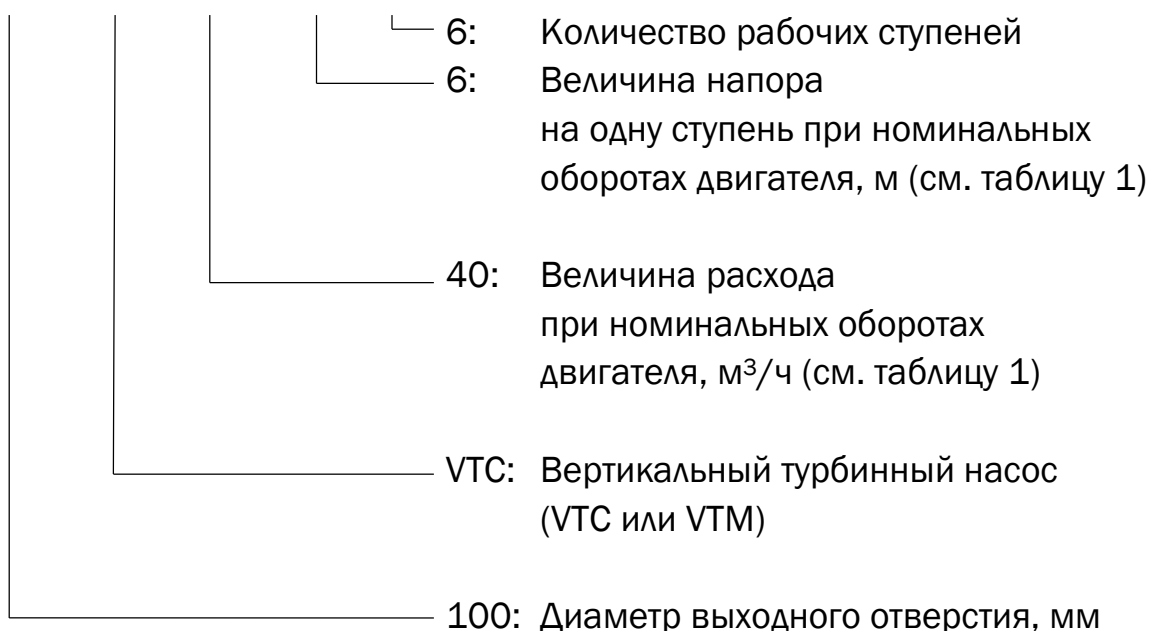 6: Количество рабочих ступеней
6: Величина напора
на одну ступень при номинальных
оборотах двигателя, м (см. таблицу 1)
40: Величина расхода
при номинальных оборотах
двигателя, м³/ч (см. таблицу 1)
VTC: Вертикальный турбинный насос
(VTC или VTM)
100: Диаметр выходного отверстия, мм